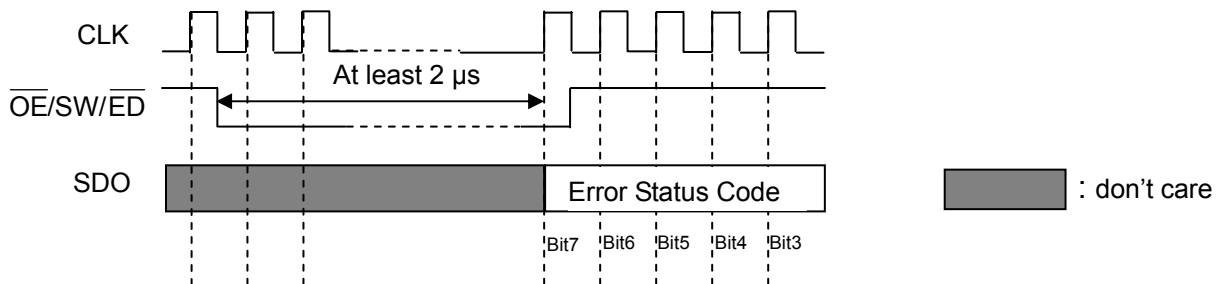 CLK
At least 2 µs
OE/SW/ED
SDO
Error Status Code
: don't care
Bit7 Bit6 Bit5 Bit4 Bit3